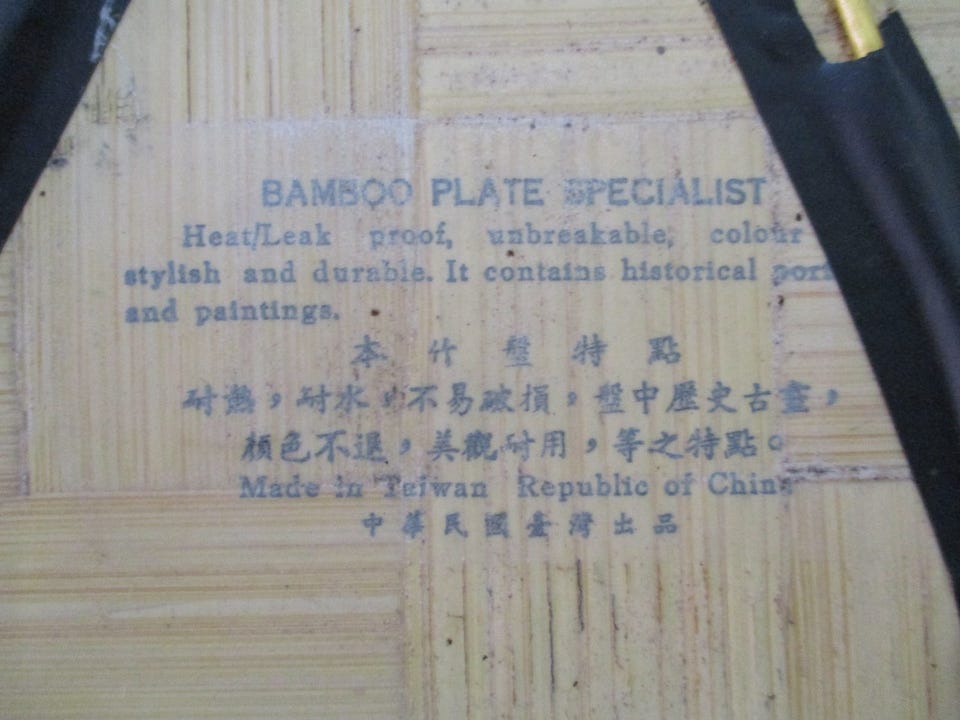 BAMBOO PLATE SPECIALIST
Heat/Leak proof, unbreakable, colour
stylish and durable. It contains historical
and paintings.
本竹盤特點
耐熱，耐水，不易破損，盤中歷史古畫，
顏色不退，美觀耐用，等之特點。
Made in Taiwan Republic of China
中華民國臺灣出品